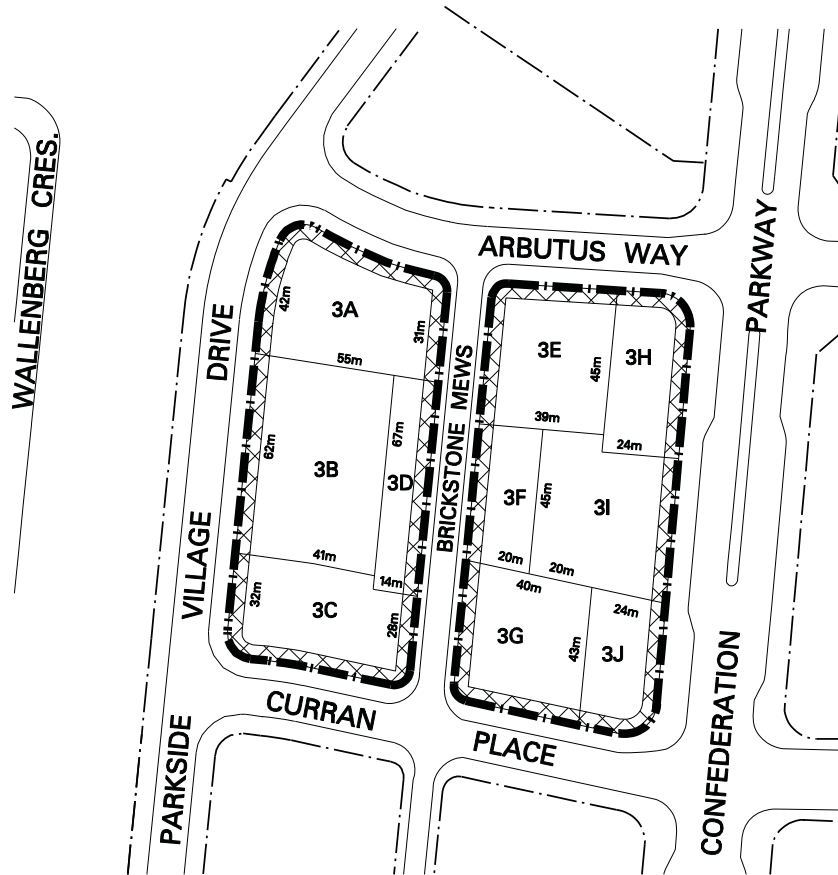 WALLENBERG CRES.
ARBUTUS WAY
PARKWAY
DRIVE
VILLAGE
PARKSIDE
BRICKSTONE MEWS
CONFEDERATION
CURRAN
PLACE
42m
3A
31m
55m
62m
3B
67m
3D
41m
14m
32m
3C
28m
3E
45m
3H
39m
24m
3F
45m
3I
20m
20m
40m
24m
3G
43m
3J